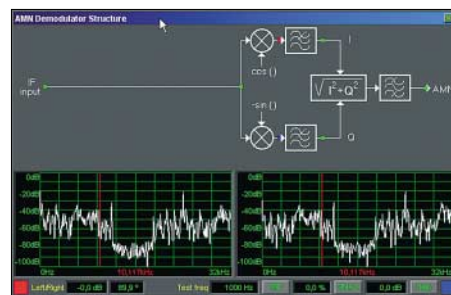 AMN Demodulator Structure
I
cos ()
IF
input
√I²+Q²
AMN
-sin ()
Q
0dB
-20dB
-40dB
-60dB
-80dB
-100dB
0Hz 10,111kHz 32kHz
0dB
-20dB
-40dB
-60dB
-80dB
-100dB
0Hz 10,111kHz 32kHz
Left/Right -0,0 dB 89,9 ° Test freq 1000 Hz 0,0 % 0,0 dB